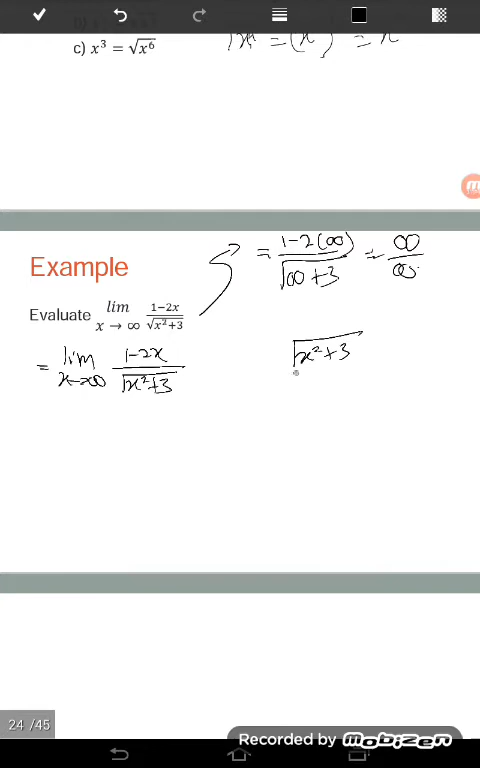 c) x³ = √x⁶
= 1-2(∞) / √∞+3 = ∞/∞
Example
Evaluate lim x → ∞ 1−2x / √x²+3
= lim x→∞ 1-2x / √x²+3
√x²+3
24 /45
Recorded by mobizen